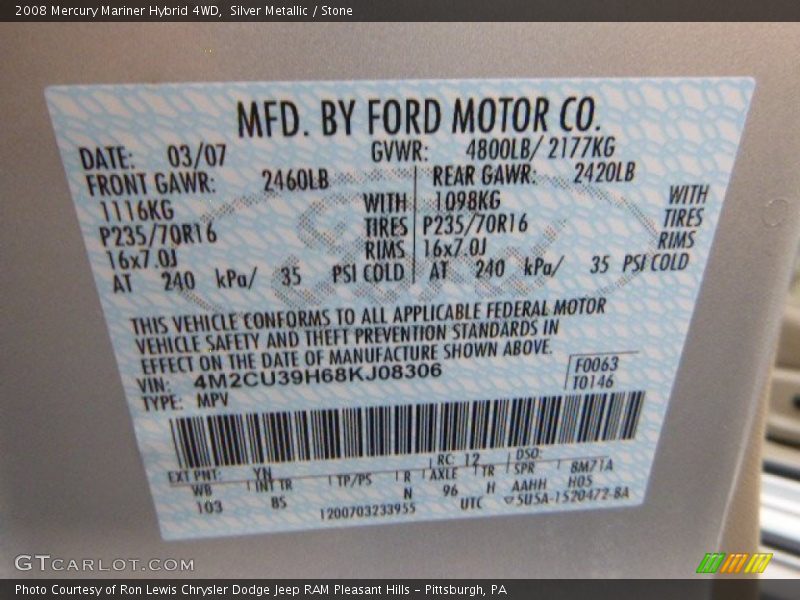 2008 Mercury Mariner Hybrid 4WD,  Silver Metallic / Stone
MFD. BY FORD MOTOR CO.
DATE: 03/07 GVWR: 4800LB/ 2177KG
FRONT GAWR: 2460LB REAR GAWR: 2420LB
1116KG WITH 1098KG WITH
P235/70R16 TIRES P235/70R16 TIRES
16x7.0J RIMS 16x7.0J RIMS
AT 240 kPa/ 35 PSI COLD AT 240 kPa/ 35 PSI COLD
THIS VEHICLE CONFORMS TO ALL APPLICABLE FEDERAL MOTOR
VEHICLE SAFETY AND THEFT PREVENTION STANDARDS IN
EFFECT ON THE DATE OF MANUFACTURE SHOWN ABOVE.
VIN: 4M2CU39H68KJ08306 F0063
TYPE: MPV T0146
EXT PNT: YN RC: 12 DSO:
WB INT TR TP/PS R AXLE TR SPR 8M71A
103 BS N 96 H AAHH H05
1200703233955 UTC 5U5A-1520472-BA
GTCARLOT.COM
Photo Courtesy of Ron Lewis Chrysler Dodge Jeep RAM Pleasant Hills - Pittsburgh, PA